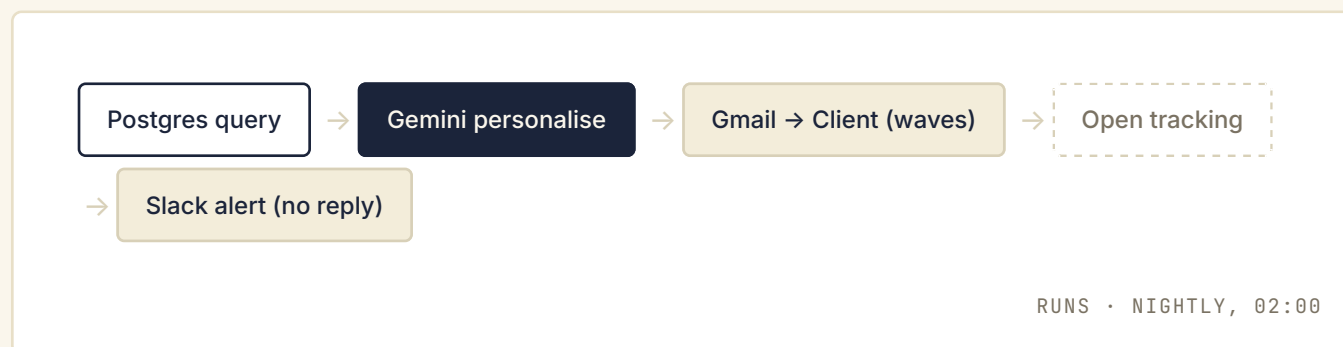 Postgres query → Gemini personalise → Gmail → Client (waves) → Open tracking
→ Slack alert (no reply)
RUNS · NIGHTLY, 02:00